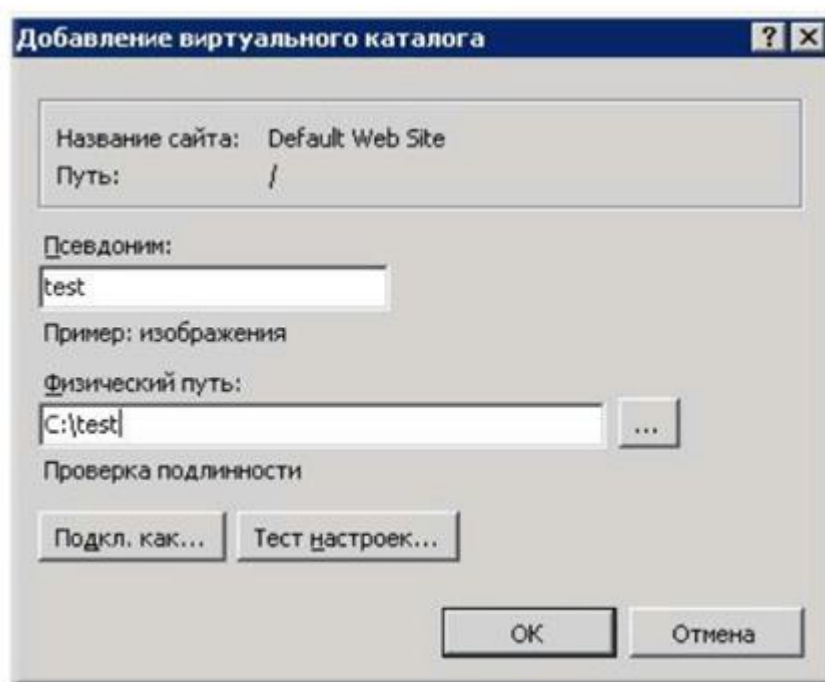 Добавление виртуального каталога
Название сайта: Default Web Site
Путь: /
Псевдоним:
test
Пример: изображения
Физический путь:
C:\test
...
Проверка подлинности
Подкл. как... Тест настроек...
OK Отмена